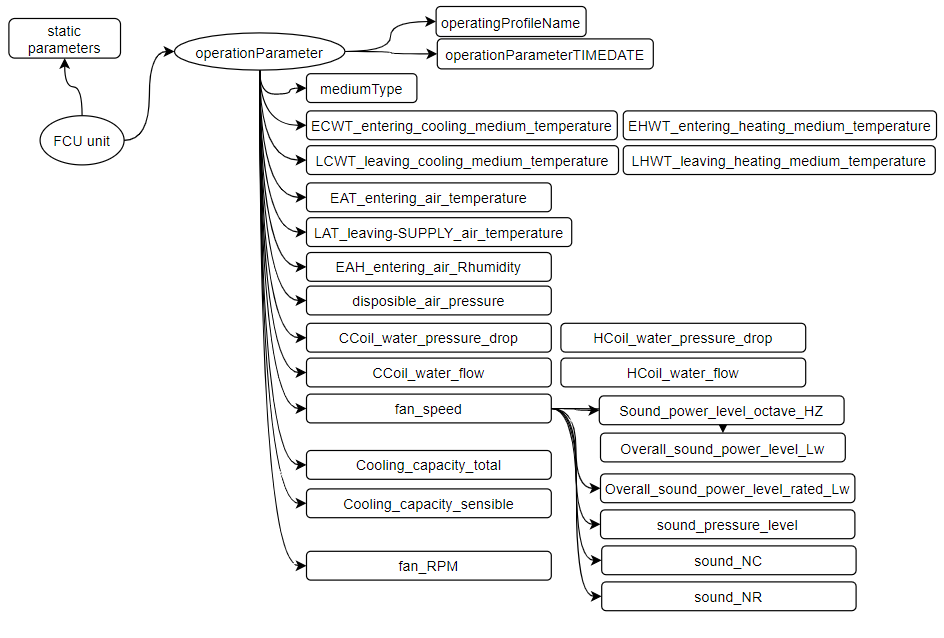 static
parameters
operatingProfileName
operationParameter
operationParameterTIMEDATE
mediumType
FCU unit
ECWT_entering_cooling_medium_temperature
EHWT_entering_heating_medium_temperature
LCWT_leaving_cooling_medium_temperature
LHWT_leaving_heating_medium_temperature
EAT_entering_air_temperature
LAT_leaving-SUPPLY_air_temperature
EAH_entering_air_Rhumidity
disposible_air_pressure
CCoil_water_pressure_drop
HCoil_water_pressure_drop
CCoil_water_flow
HCoil_water_flow
fan_speed
Sound_power_level_octave_HZ
Overall_sound_power_level_Lw
Cooling_capacity_total
Overall_sound_power_level_rated_Lw
Cooling_capacity_sensible
sound_pressure_level
sound_NC
fan_RPM
sound_NR